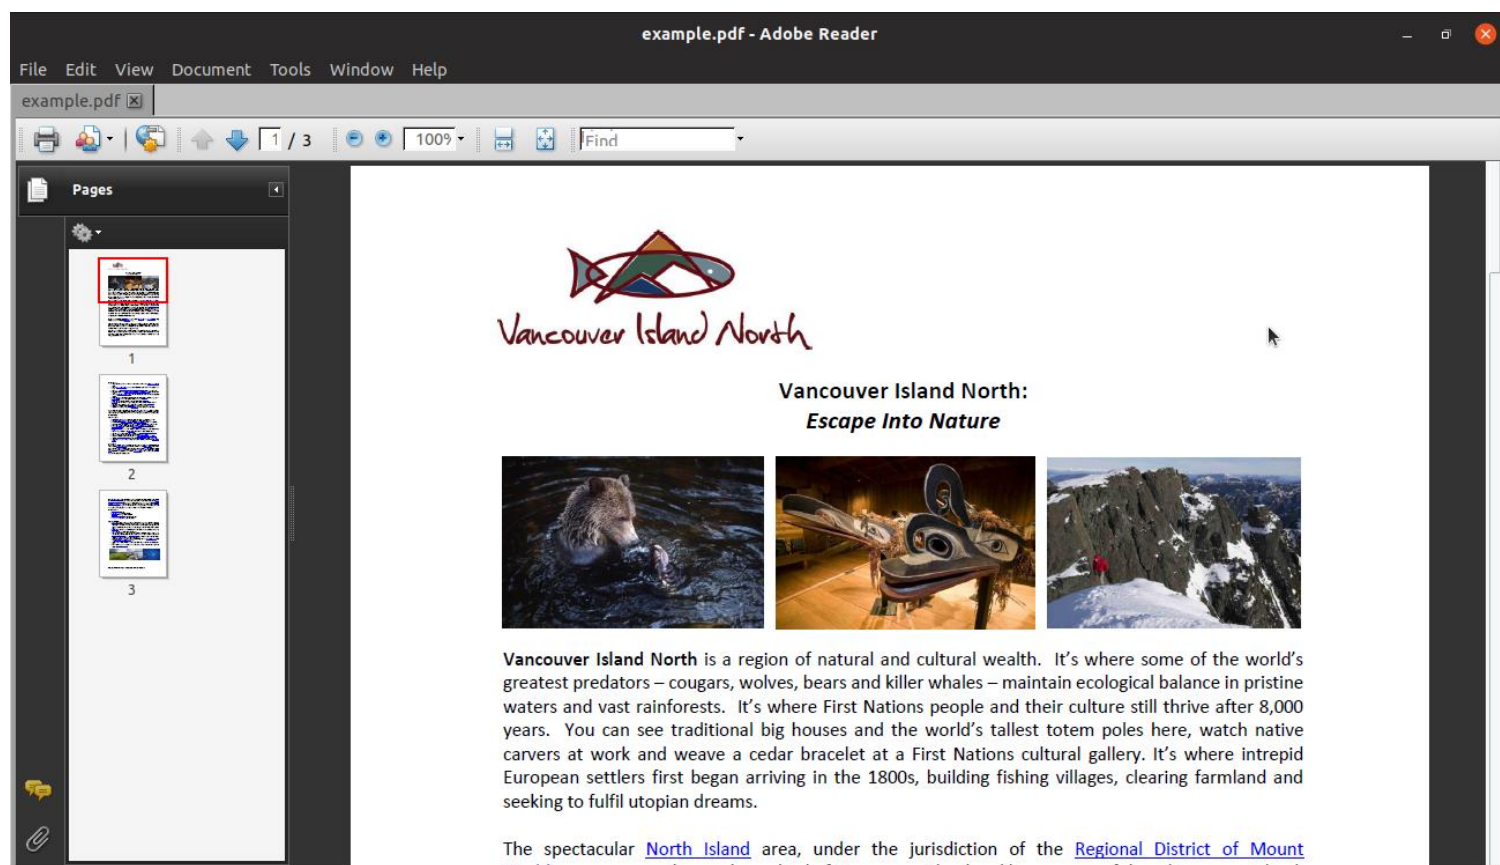 example.pdf - Adobe Reader
File Edit View Document Tools Window Help
example.pdf
1 / 3 100% Find
Pages
1
2
3
Vancouver Island North
Vancouver Island North:
Escape Into Nature
Vancouver Island North is a region of natural and cultural wealth. It's where some of the world's
greatest predators – cougars, wolves, bears and killer whales – maintain ecological balance in pristine
waters and vast rainforests. It's where First Nations people and their culture still thrive after 8,000
years. You can see traditional big houses and the world's tallest totem poles here, watch native
carvers at work and weave a cedar bracelet at a First Nations cultural gallery. It's where intrepid
European settlers first began arriving in the 1800s, building fishing villages, clearing farmland and
seeking to fulfil utopian dreams.
The spectacular North Island area, under the jurisdiction of the Regional District of Mount